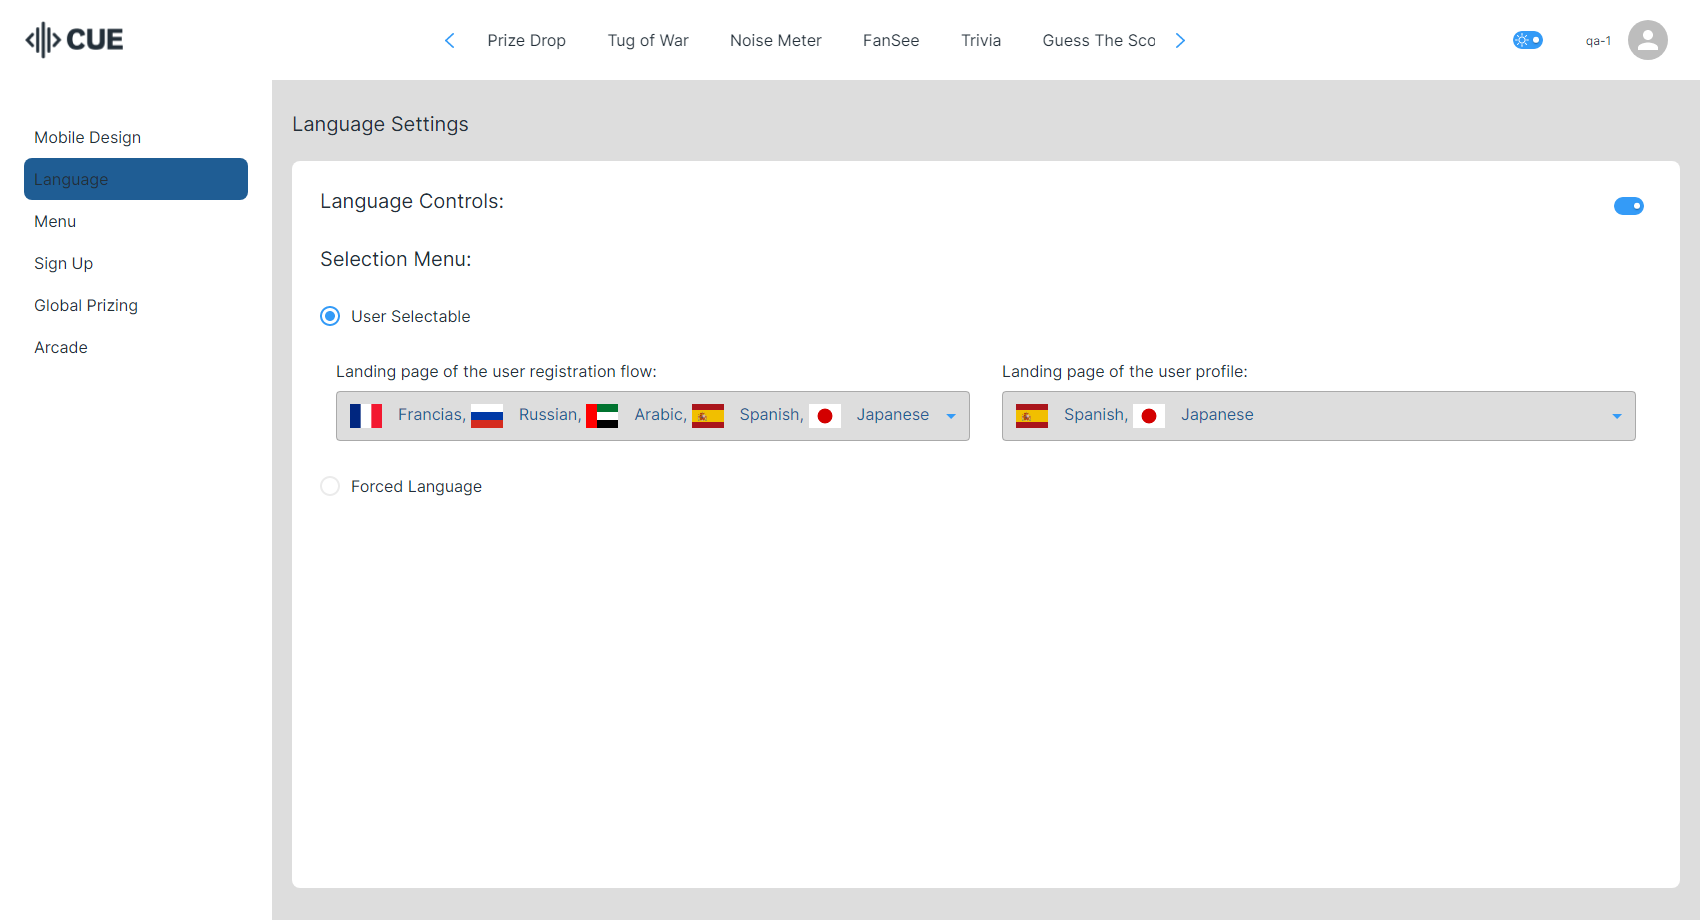 CUE
Prize Drop Tug of War Noise Meter FanSee Trivia Guess The Sco
qa-1
Mobile Design
Language
Menu
Sign Up
Global Prizing
Arcade
Language Settings
Language Controls:
Selection Menu:
User Selectable
Landing page of the user registration flow:
Francias, Russian, Arabic, Spanish, Japanese
Landing page of the user profile:
Spanish, Japanese
Forced Language